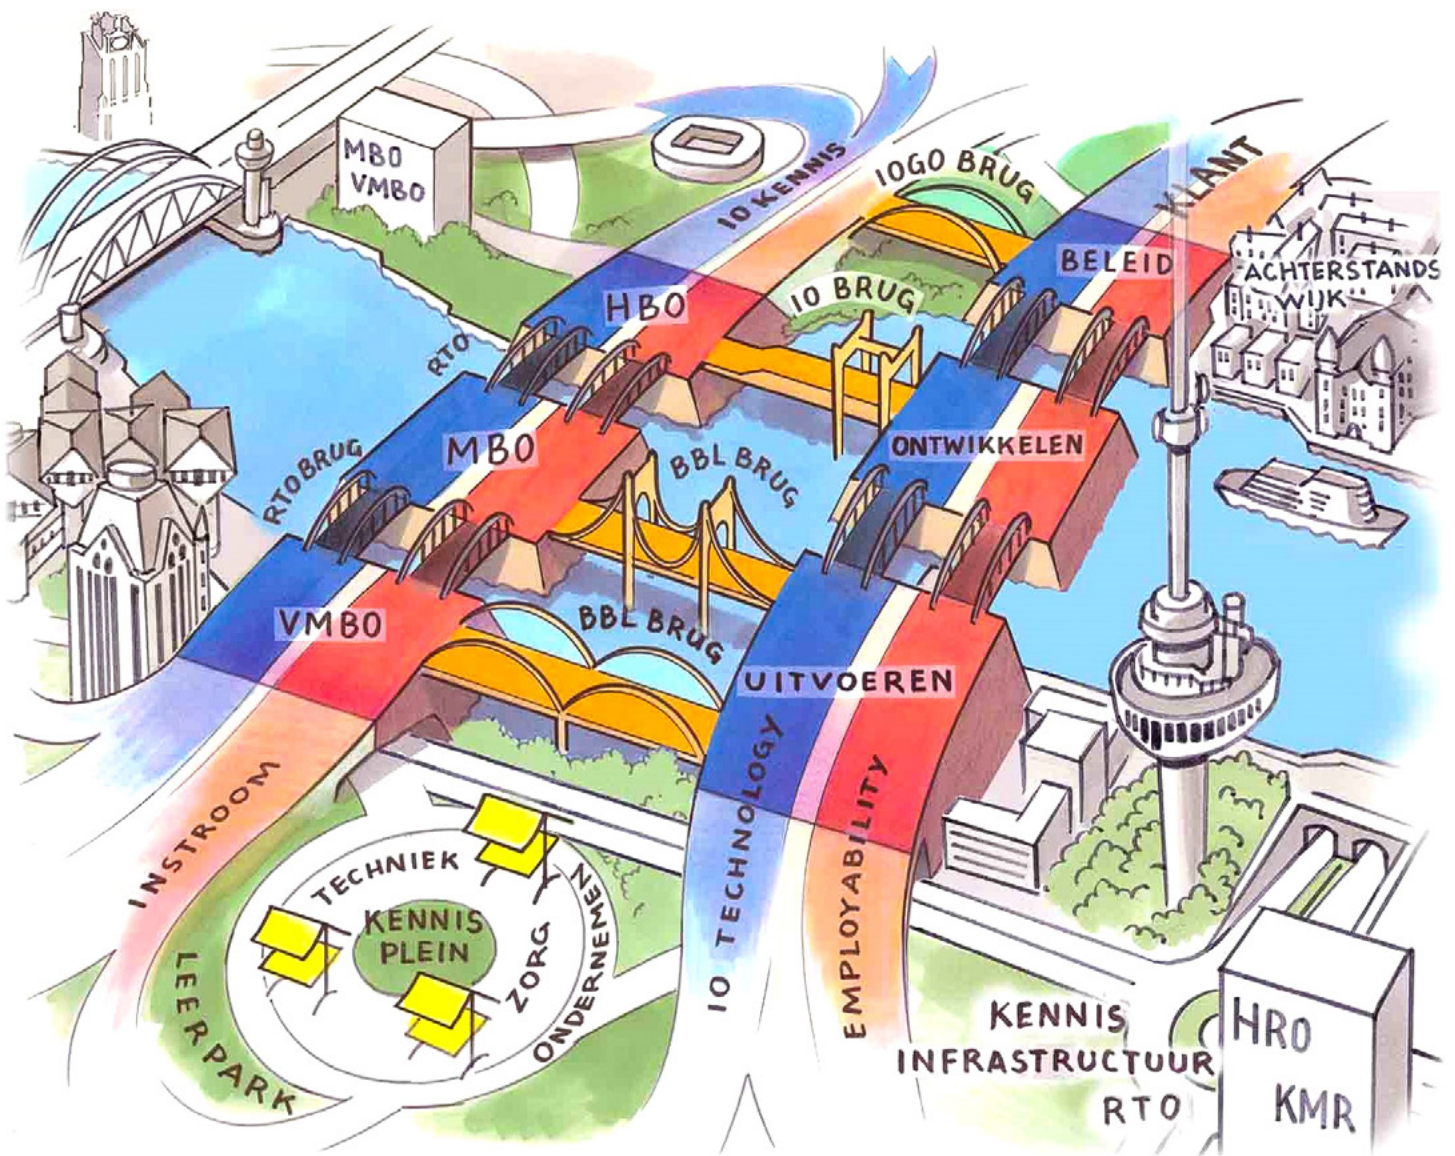 MBO
VMBO
IO KENNIS
IOGO BRUG
KLANT
BELEID
ACHTERSTANDS
WIJK
HBO
IO BRUG
RTO
MBO
BBL BRUG
ONTWIKKELEN
RTOBRUG
VMBO
BBL BRUG
UITVOEREN
INSTROOM
IO TECHNOLOGY
EMPLOYABILITY
TECHNIEK
KENNIS
PLEIN
ZORG
ONDERNEMEN
LEERPARK
KENNIS
INFRASTRUCTUUR
RTO
HRO
KMR